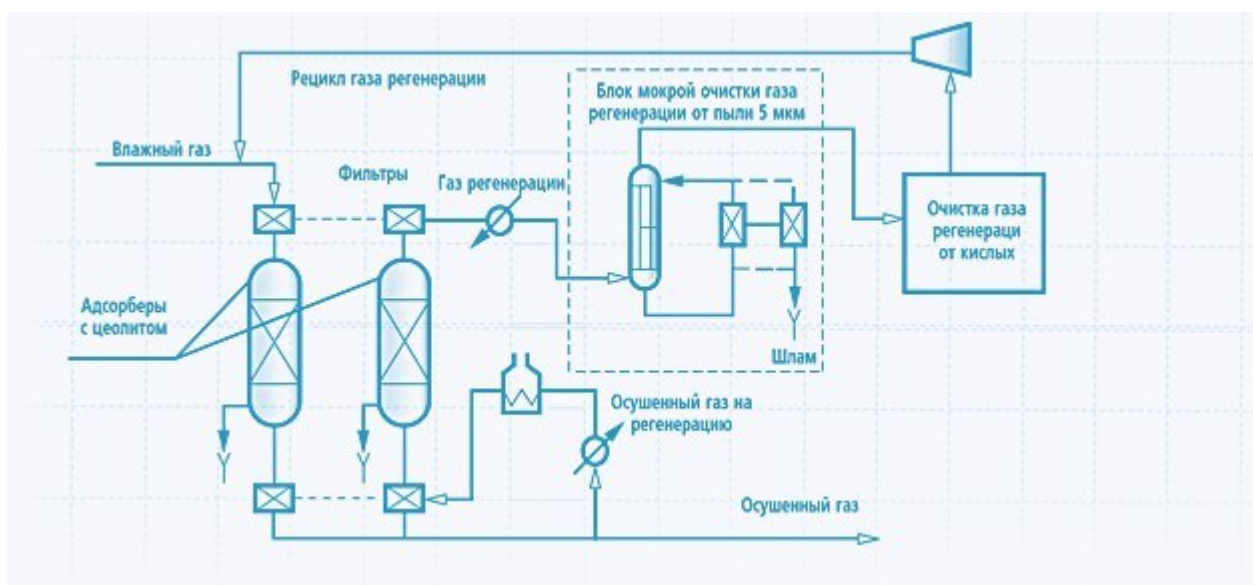 Рецикл газа регенерации
Блок мокрой очистки газа
регенерации от пыли 5 мкм
Влажный газ
Фильтры
Газ регенерации
Очистка газа
регенераци
от кислых
Адсорберы
с цеолитом
Шлам
Осушенный газ на
регенерацию
Осушенный газ